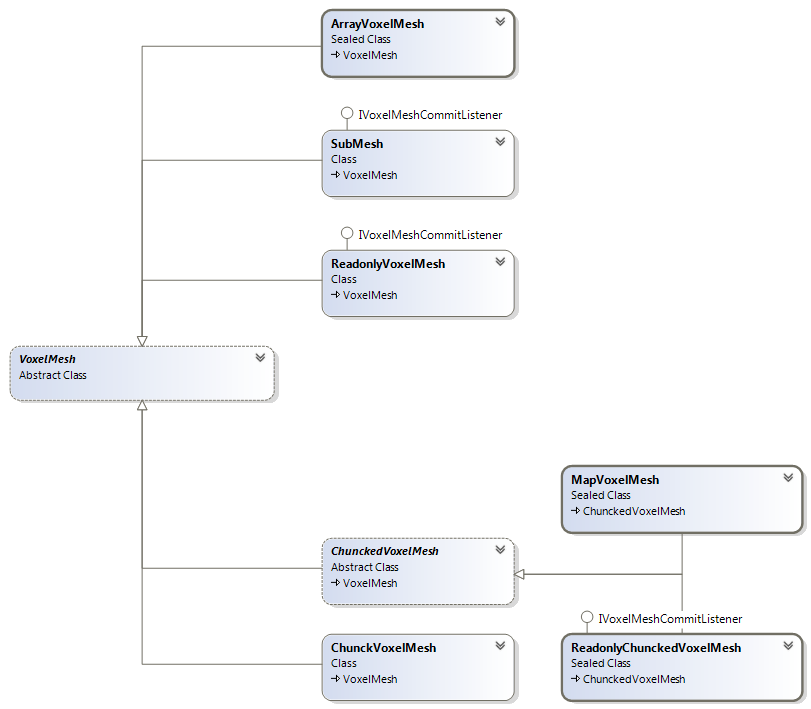 ArrayVoxelMesh
Sealed Class
VoxelMesh
IVoxelMeshCommitListener
SubMesh
Class
VoxelMesh
IVoxelMeshCommitListener
ReadonlyVoxelMesh
Class
VoxelMesh
VoxelMesh
Abstract Class
MapVoxelMesh
Sealed Class
ChunckedVoxelMesh
ChunckedVoxelMesh
Abstract Class
VoxelMesh
IVoxelMeshCommitListener
ChunckVoxelMesh
Class
VoxelMesh
ReadonlyChunckedVoxelMesh
Sealed Class
ChunckedVoxelMesh